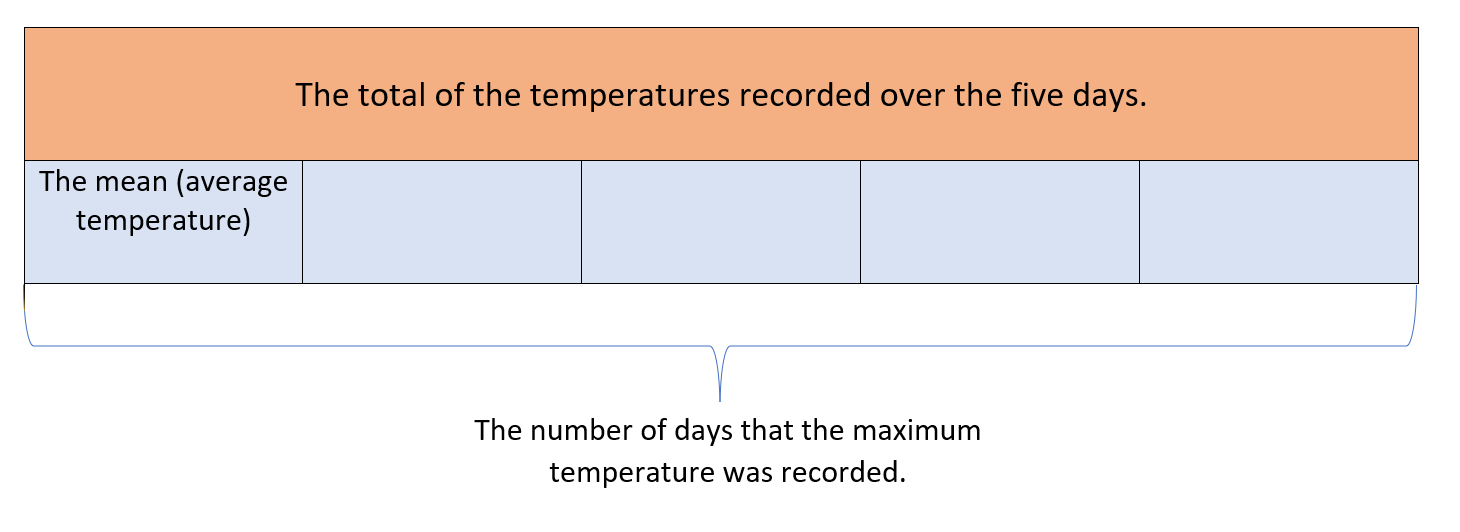 The total of the temperatures recorded over the five days.
The mean (average
temperature)
The number of days that the maximum
temperature was recorded.